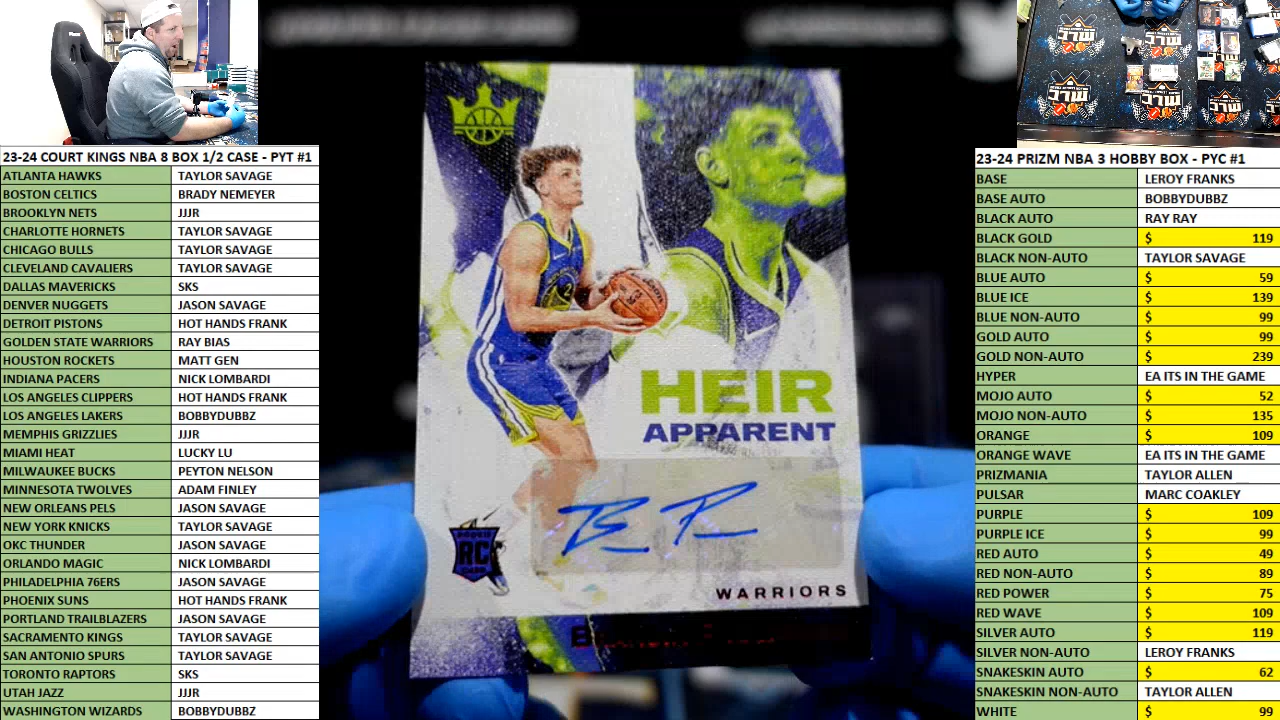 23-24 COURT KINGS NBA 8 BOX 1/2 CASE - PYT #1
ATLANTA HAWKS TAYLOR SAVAGE
BOSTON CELTICS BRADY NEMEYER
BROOKLYN NETS JJJR
CHARLOTTE HORNETS TAYLOR SAVAGE
CHICAGO BULLS TAYLOR SAVAGE
CLEVELAND CAVALIERS TAYLOR SAVAGE
DALLAS MAVERICKS SKS
DENVER NUGGETS JASON SAVAGE
DETROIT PISTONS HOT HANDS FRANK
GOLDEN STATE WARRIORS RAY BIAS
HOUSTON ROCKETS MATT GEN
INDIANA PACERS NICK LOMBARDI
LOS ANGELES CLIPPERS HOT HANDS FRANK
LOS ANGELES LAKERS BOBBYDUBBZ
MEMPHIS GRIZZLIES JJJR
MIAMI HEAT LUCKY LU
MILWAUKEE BUCKS PEYTON NELSON
MINNESOTA TWOLVES ADAM FINLEY
NEW ORLEANS PELS JASON SAVAGE
NEW YORK KNICKS TAYLOR SAVAGE
OKC THUNDER JASON SAVAGE
ORLANDO MAGIC NICK LOMBARDI
PHILADELPHIA 76ERS JASON SAVAGE
PHOENIX SUNS HOT HANDS FRANK
PORTLAND TRAILBLAZERS JASON SAVAGE
SACRAMENTO KINGS TAYLOR SAVAGE
SAN ANTONIO SPURS TAYLOR SAVAGE
TORONTO RAPTORS SKS
UTAH JAZZ JJJR
WASHINGTON WIZARDS BOBBYDUBBZ
HEIR
APPARENT
RC
WARRIORS
23-24 PRIZM NBA 3 HOBBY BOX - PYC #1
BASE LEROY FRANKS
BASE AUTO BOBBYDUBBZ
BLACK AUTO RAY RAY
BLACK GOLD $ 119
BLACK NON-AUTO TAYLOR SAVAGE
BLUE AUTO $ 59
BLUE ICE $ 139
BLUE NON-AUTO $ 99
GOLD AUTO $ 99
GOLD NON-AUTO $ 239
HYPER EA ITS IN THE GAME
MOJO AUTO $ 52
MOJO NON-AUTO $ 135
ORANGE $ 109
ORANGE WAVE EA ITS IN THE GAME
PRIZMANIA TAYLOR ALLEN
PULSAR MARC COAKLEY
PURPLE $ 109
PURPLE ICE $ 99
RED AUTO $ 49
RED NON-AUTO $ 89
RED POWER $ 75
RED WAVE $ 109
SILVER AUTO $ 119
SILVER NON-AUTO LEROY FRANKS
SNAKESKIN AUTO $ 62
SNAKESKIN NON-AUTO TAYLOR ALLEN
WHITE $ 99